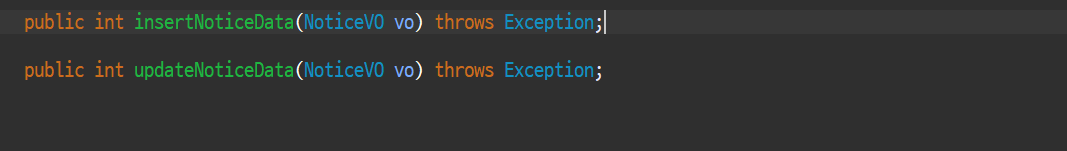 public int insertNoticeData(NoticeVO vo) throws Exception;
public int updateNoticeData(NoticeVO vo) throws Exception;